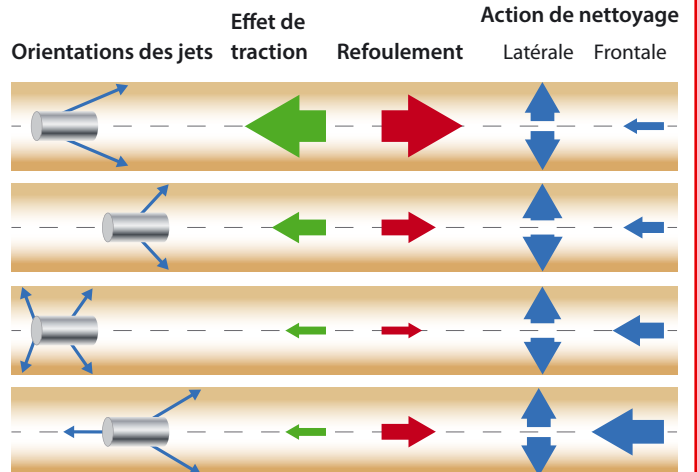 Orientations des jets
Effet de
traction
Refoulement
Action de nettoyage
Latérale Frontale